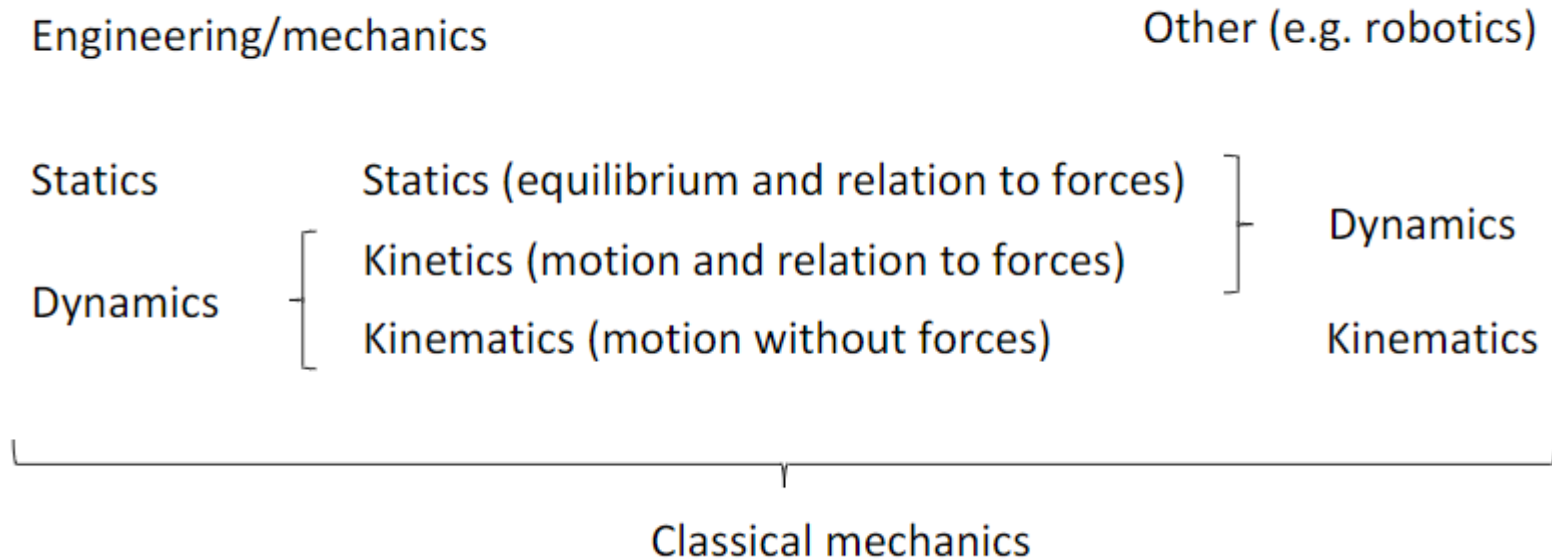 Engineering/mechanics
Other (e.g. robotics)
Statics
Statics (equilibrium and relation to forces)
Dynamics
Kinetics (motion and relation to forces)
Dynamics
Kinematics (motion without forces)
Kinematics
Classical mechanics